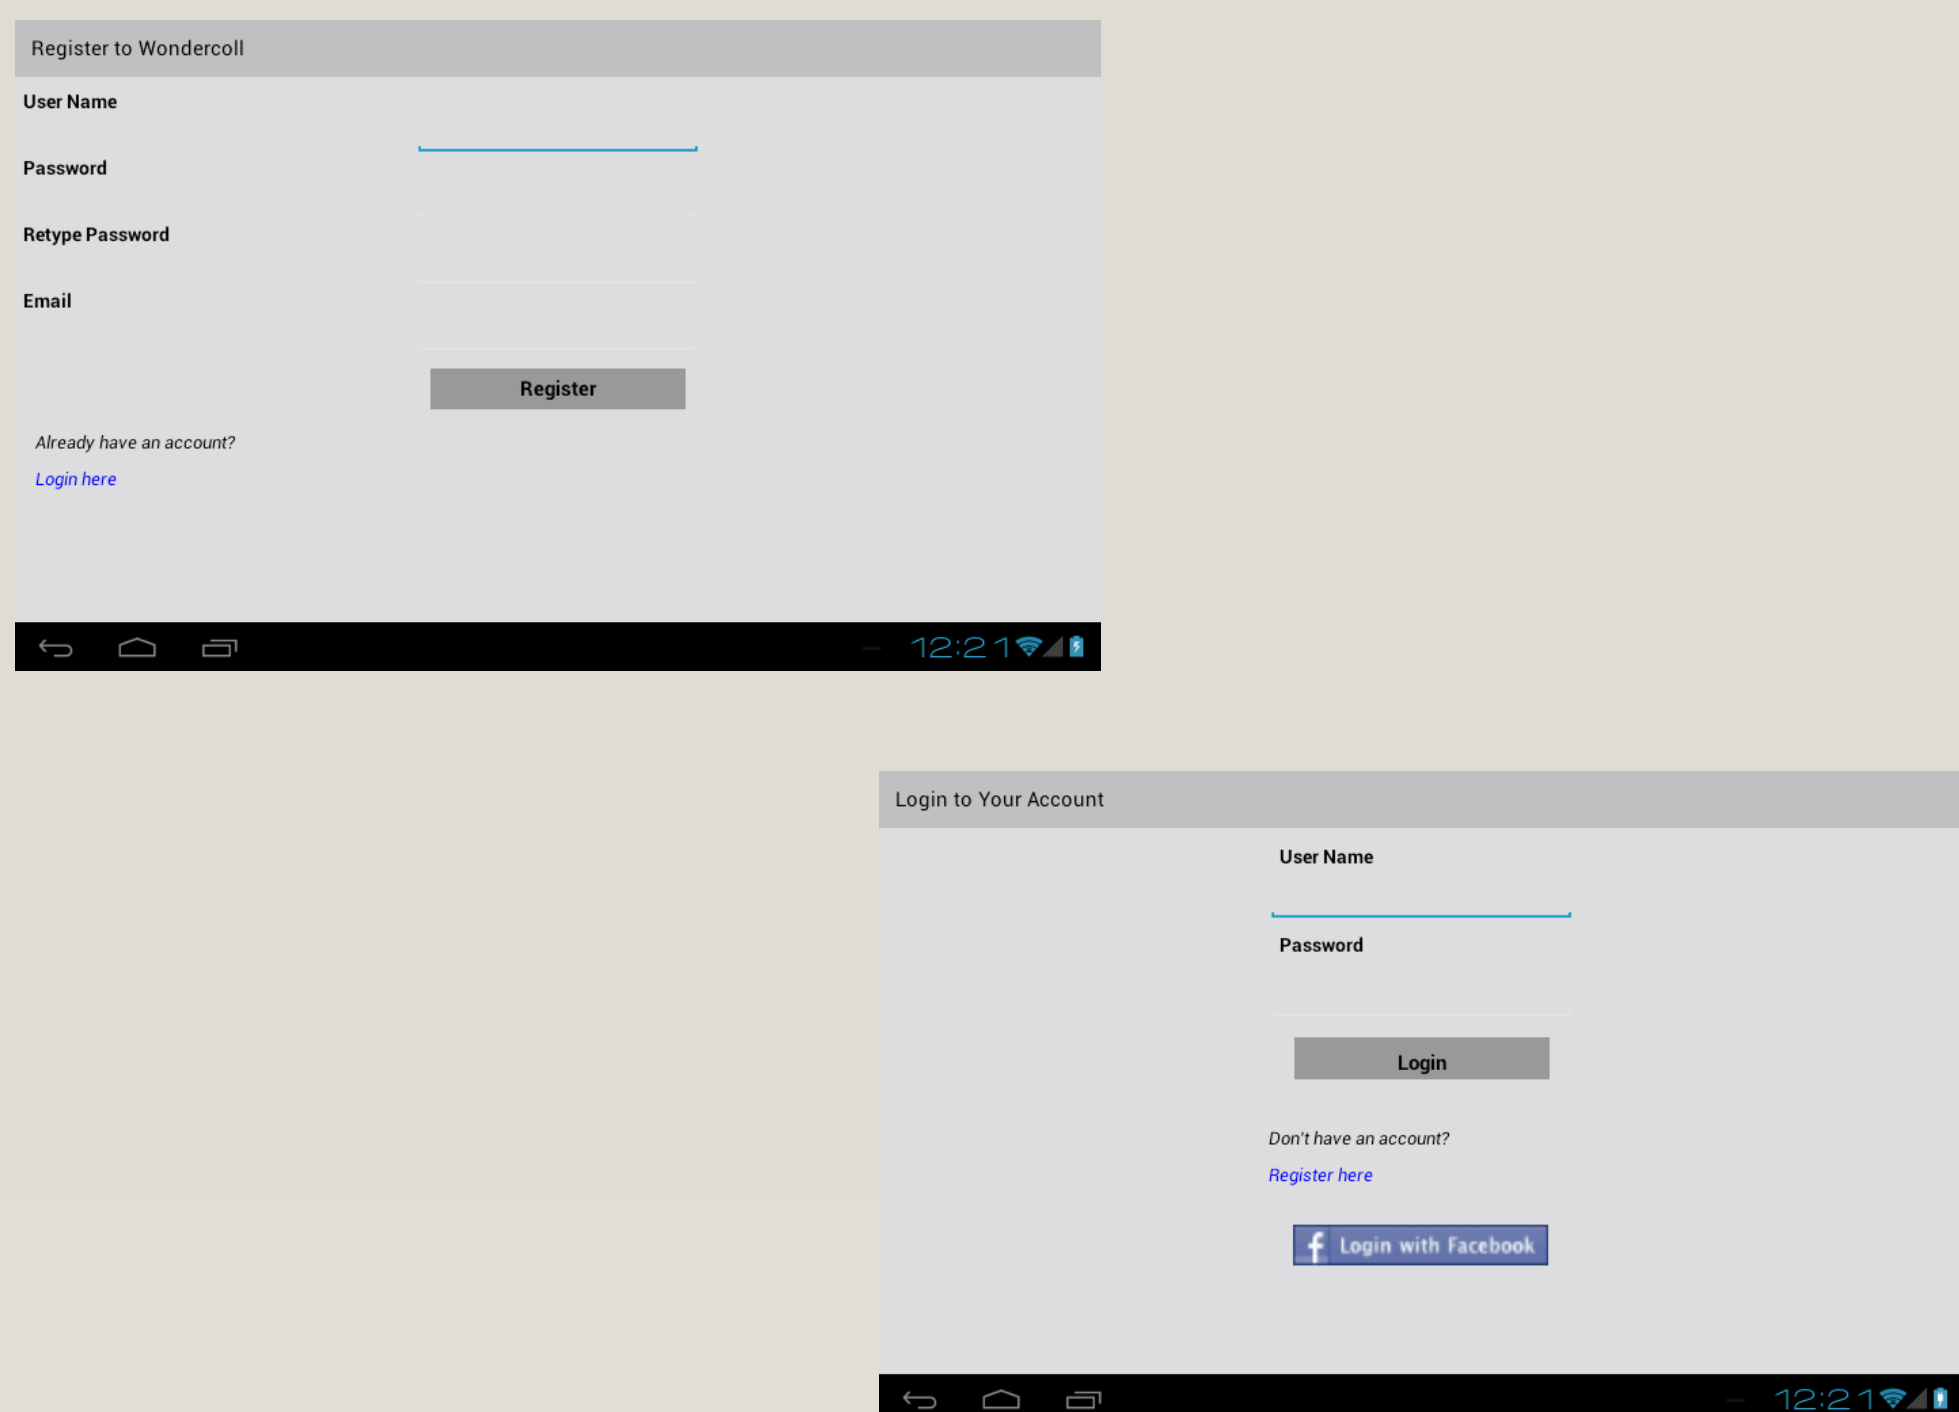 Register to Wondercoll
User Name
Password
Retype Password
Email
Register
Already have an account?
Login here
12:21
Login to Your Account
User Name
Password
Login
Don't have an account?
Register here
f Login with Facebook
12:21